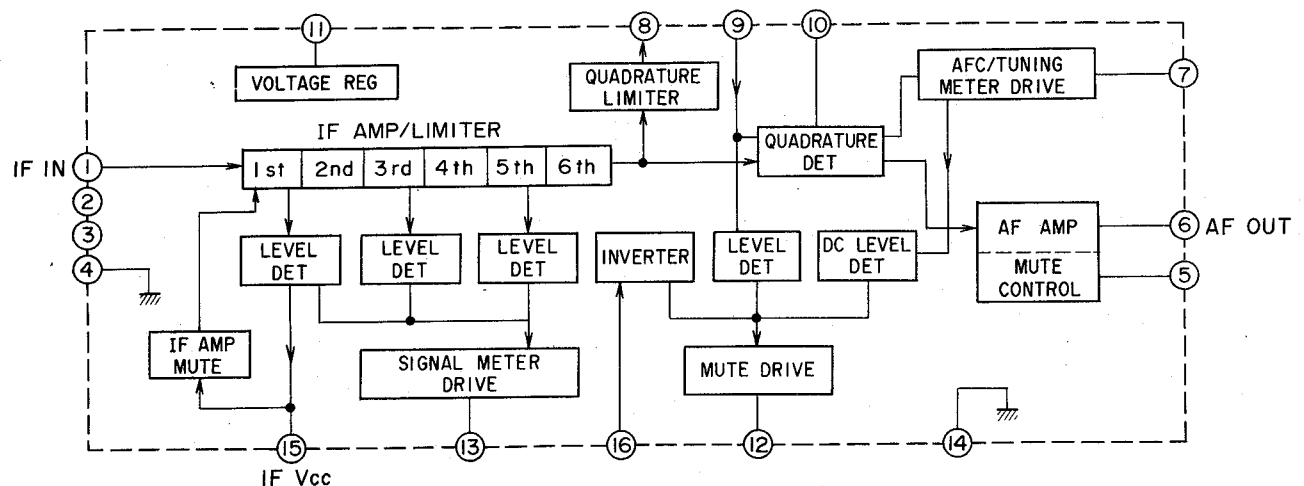 11
8
9
10
VOLTAGE REG
QUADRATURE
LIMITER
AFC/TUNING
METER DRIVE
7
IF AMP/LIMITER
IF IN
1
1st
2nd
3rd
4th
5th
6th
QUADRATURE
DET
2
3
4
LEVEL
DET
LEVEL
DET
LEVEL
DET
INVERTER
LEVEL
DET
DC LEVEL
DET
AF AMP
MUTE
CONTROL
6
AF OUT
5
IF AMP
MUTE
SIGNAL METER
DRIVE
MUTE DRIVE
15
13
16
12
14
IF Vcc